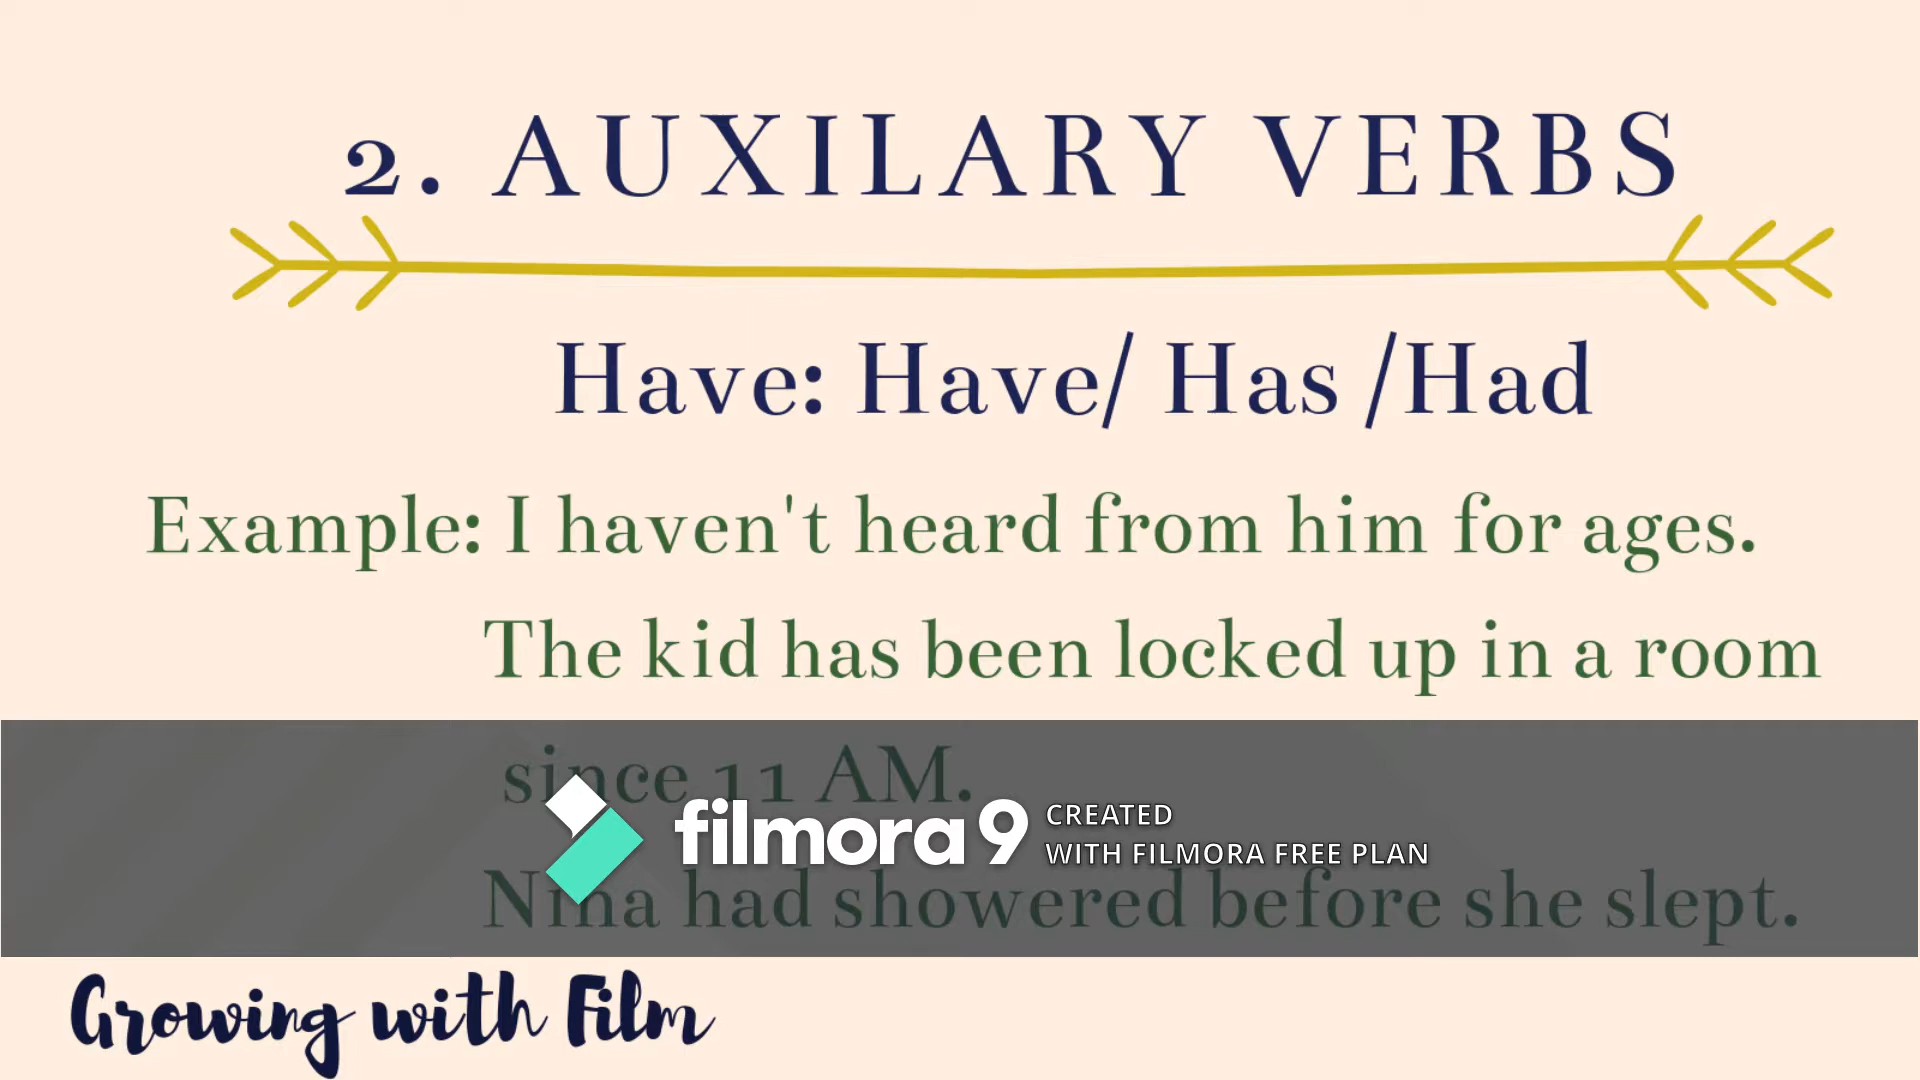 2. AUXILARY VERBS
Have: Have/ Has /Had
Example: I haven't heard from him for ages.
The kid has been locked up in a room
since 11 AM.
filmora9 CREATED
WITH FILMORA FREE PLAN
Nina had showered before she slept.
Growing with Film